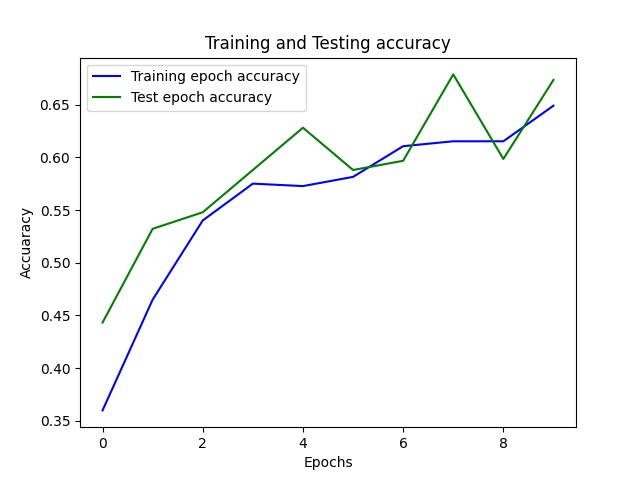 Training and Testing accuracy
Training epoch accuracy
Test epoch accuracy
0.65
0.60
0.55
0.50
0.45
0.40
0.35
Accuaracy
0 2 4 6 8
Epochs